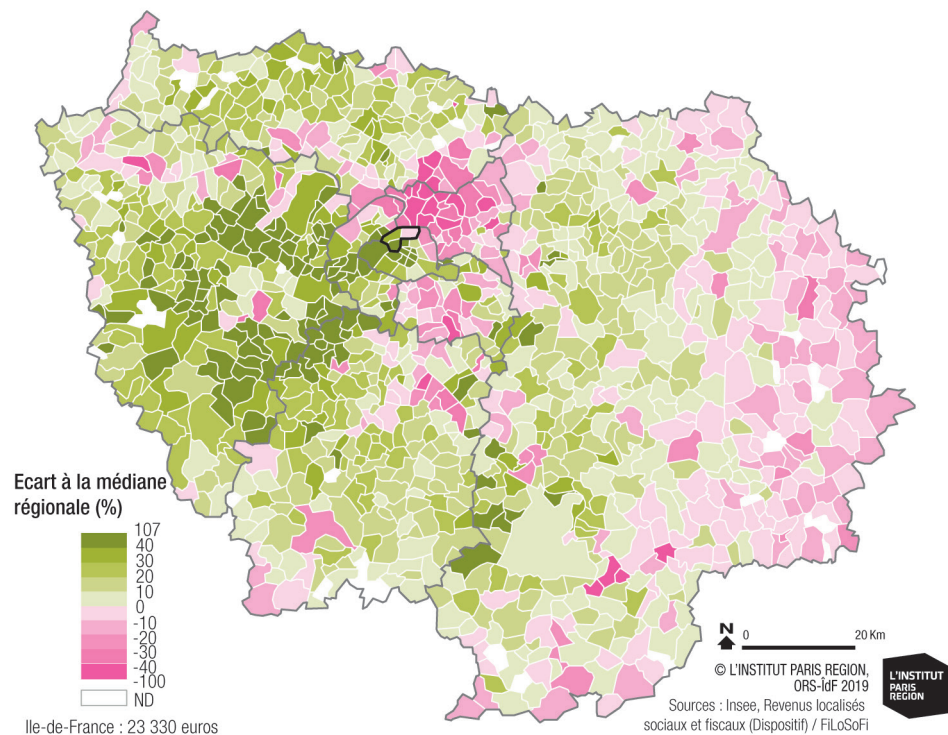 Ecart à la médiane
régionale (%)
107
40
30
20
10
0
-10
-20
-30
-40
-100
ND
Ile-de-France : 23 330 euros
N
0 20 Km
© L'INSTITUT PARIS REGION,
ORS-ÎdF 2019
Sources : Insee, Revenus localisés
sociaux et fiscaux (Dispositif) / FiLoSoFi
L'INSTITUT
PARIS
REGION